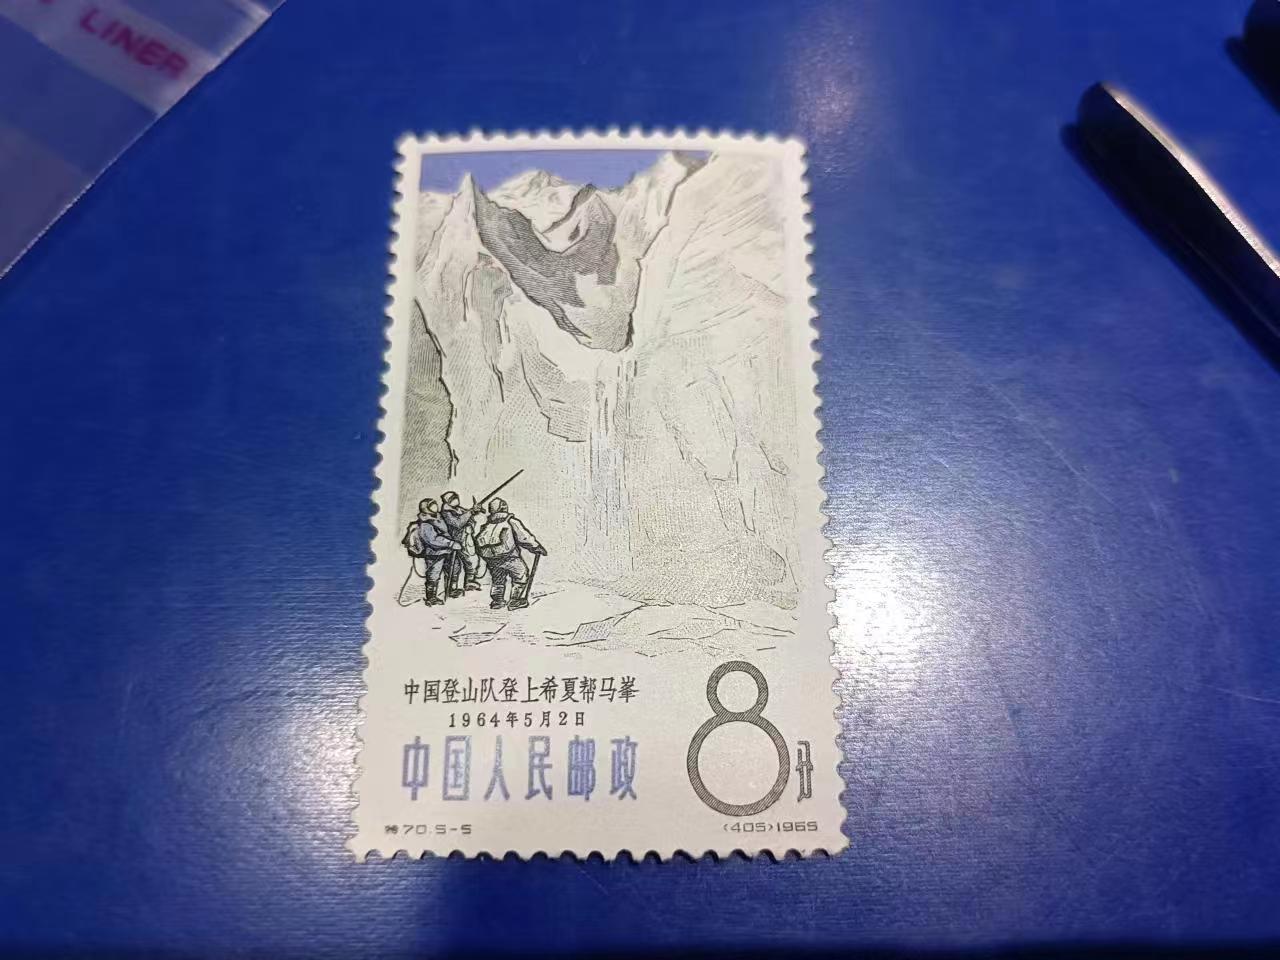 LINER
中国登山队登上希夏帮马峯
1964年5月2日
中国人民邮政
8分
特70.5-5
(405)1965